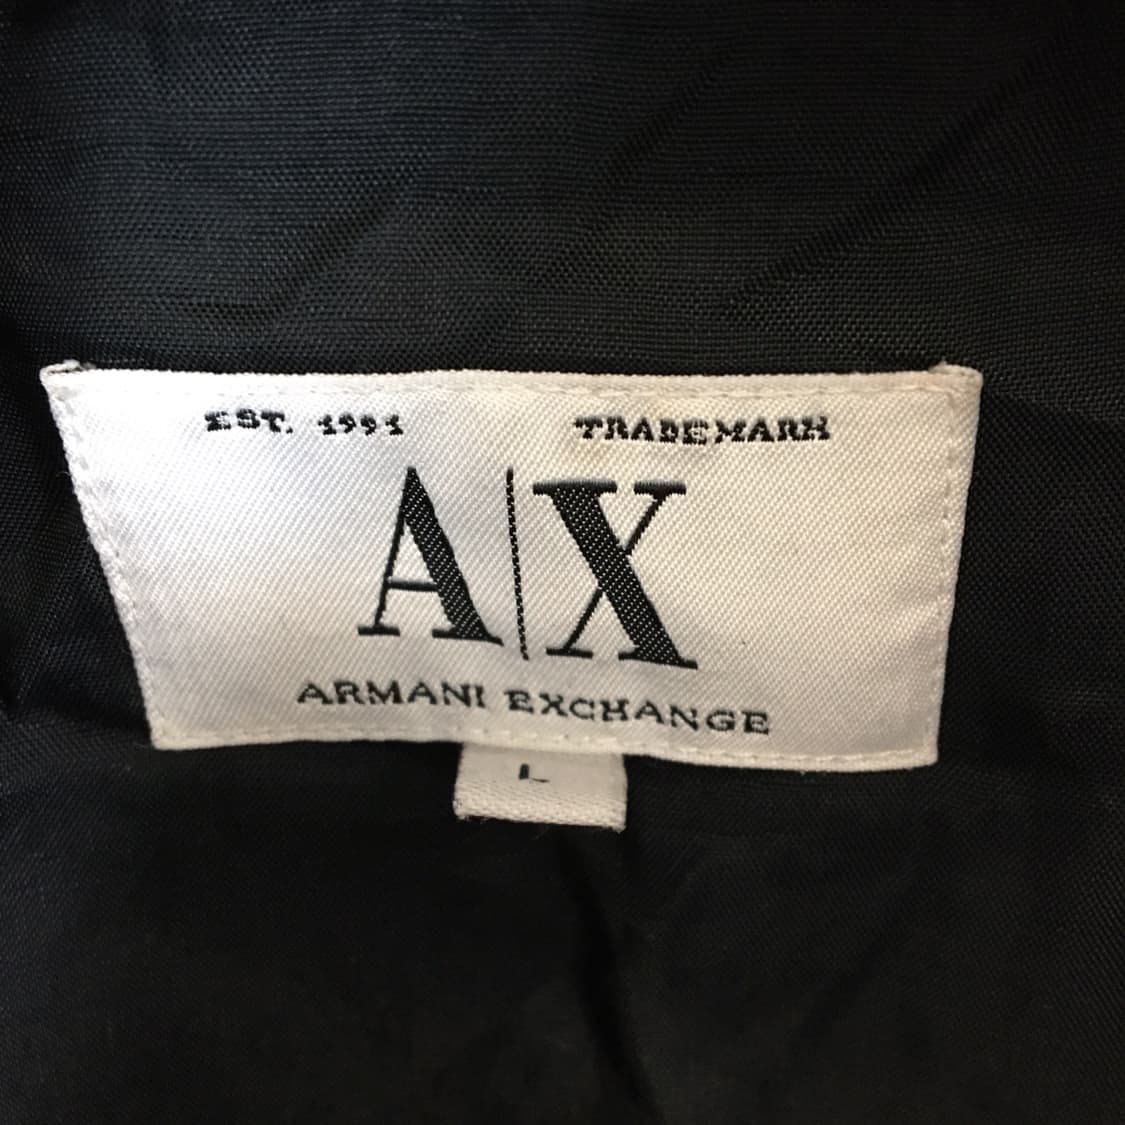 EST. 1991 TRADEMARK
A|X
ARMANI EXCHANGE
L